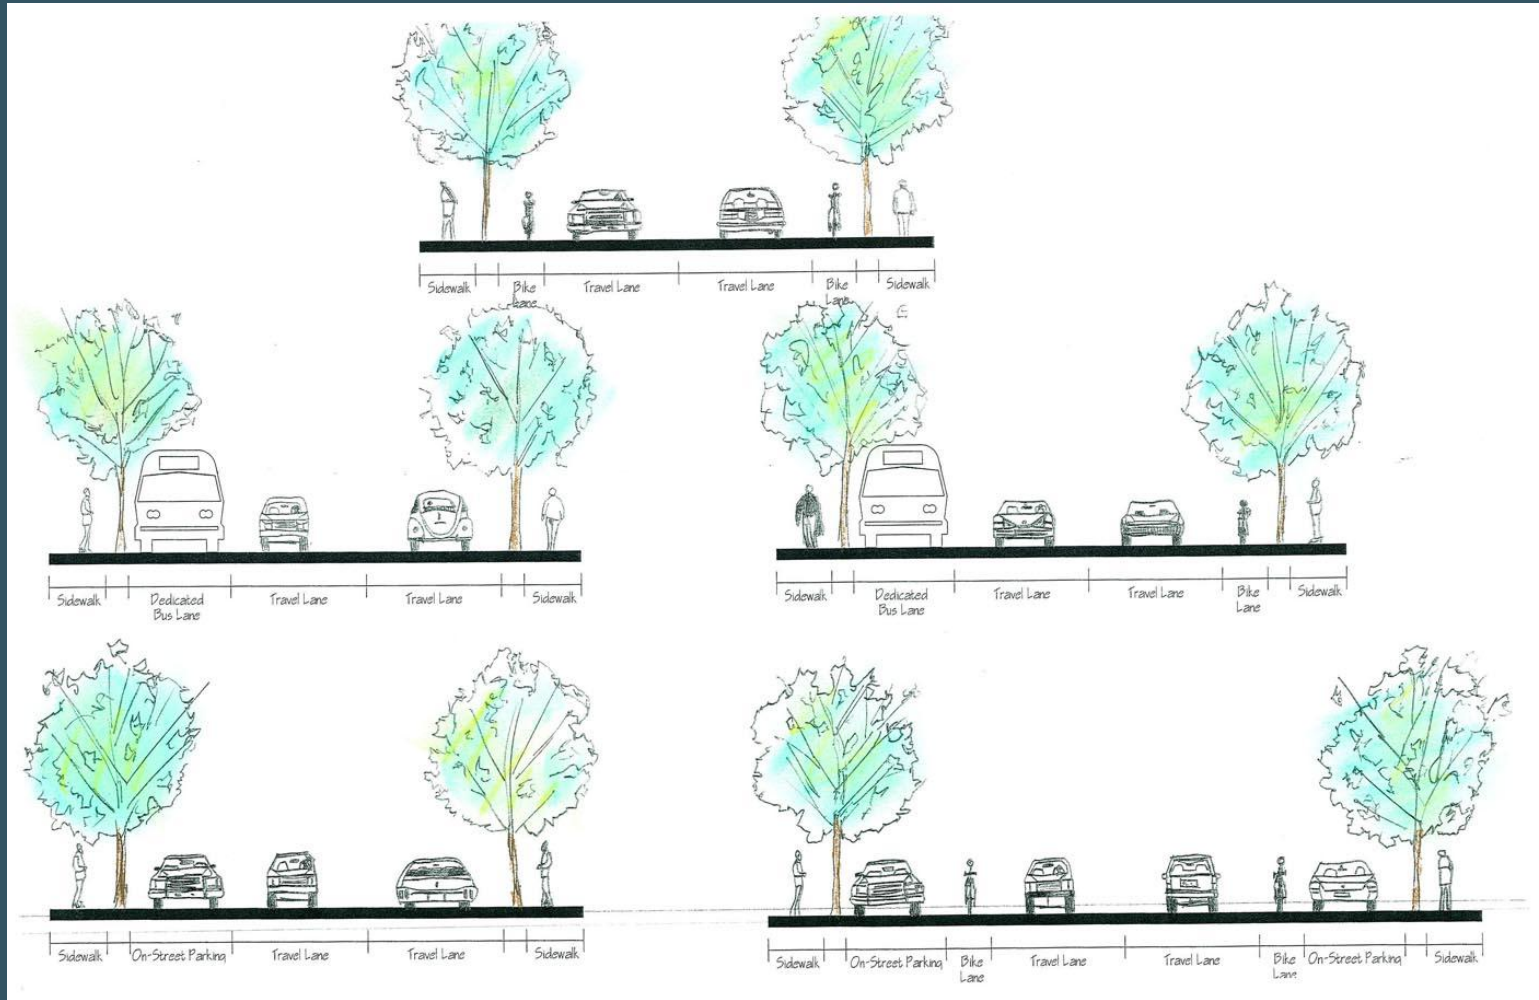 Sidewalk Bike Travel Lane Travel Lane Bike Sidewalk
Lane Lane
Sidewalk Dedicated Travel Lane Travel Lane Sidewalk
Bus Lane
Sidewalk Dedicated Travel Lane Travel Lane Bike Sidewalk
Bus Lane Lane
Sidewalk On-Street Parking Travel Lane Travel Lane Sidewalk
Sidewalk On-Street Parking Bike Travel Lane Travel Lane Bike On-Street Parking Sidewalk
Lane Lane